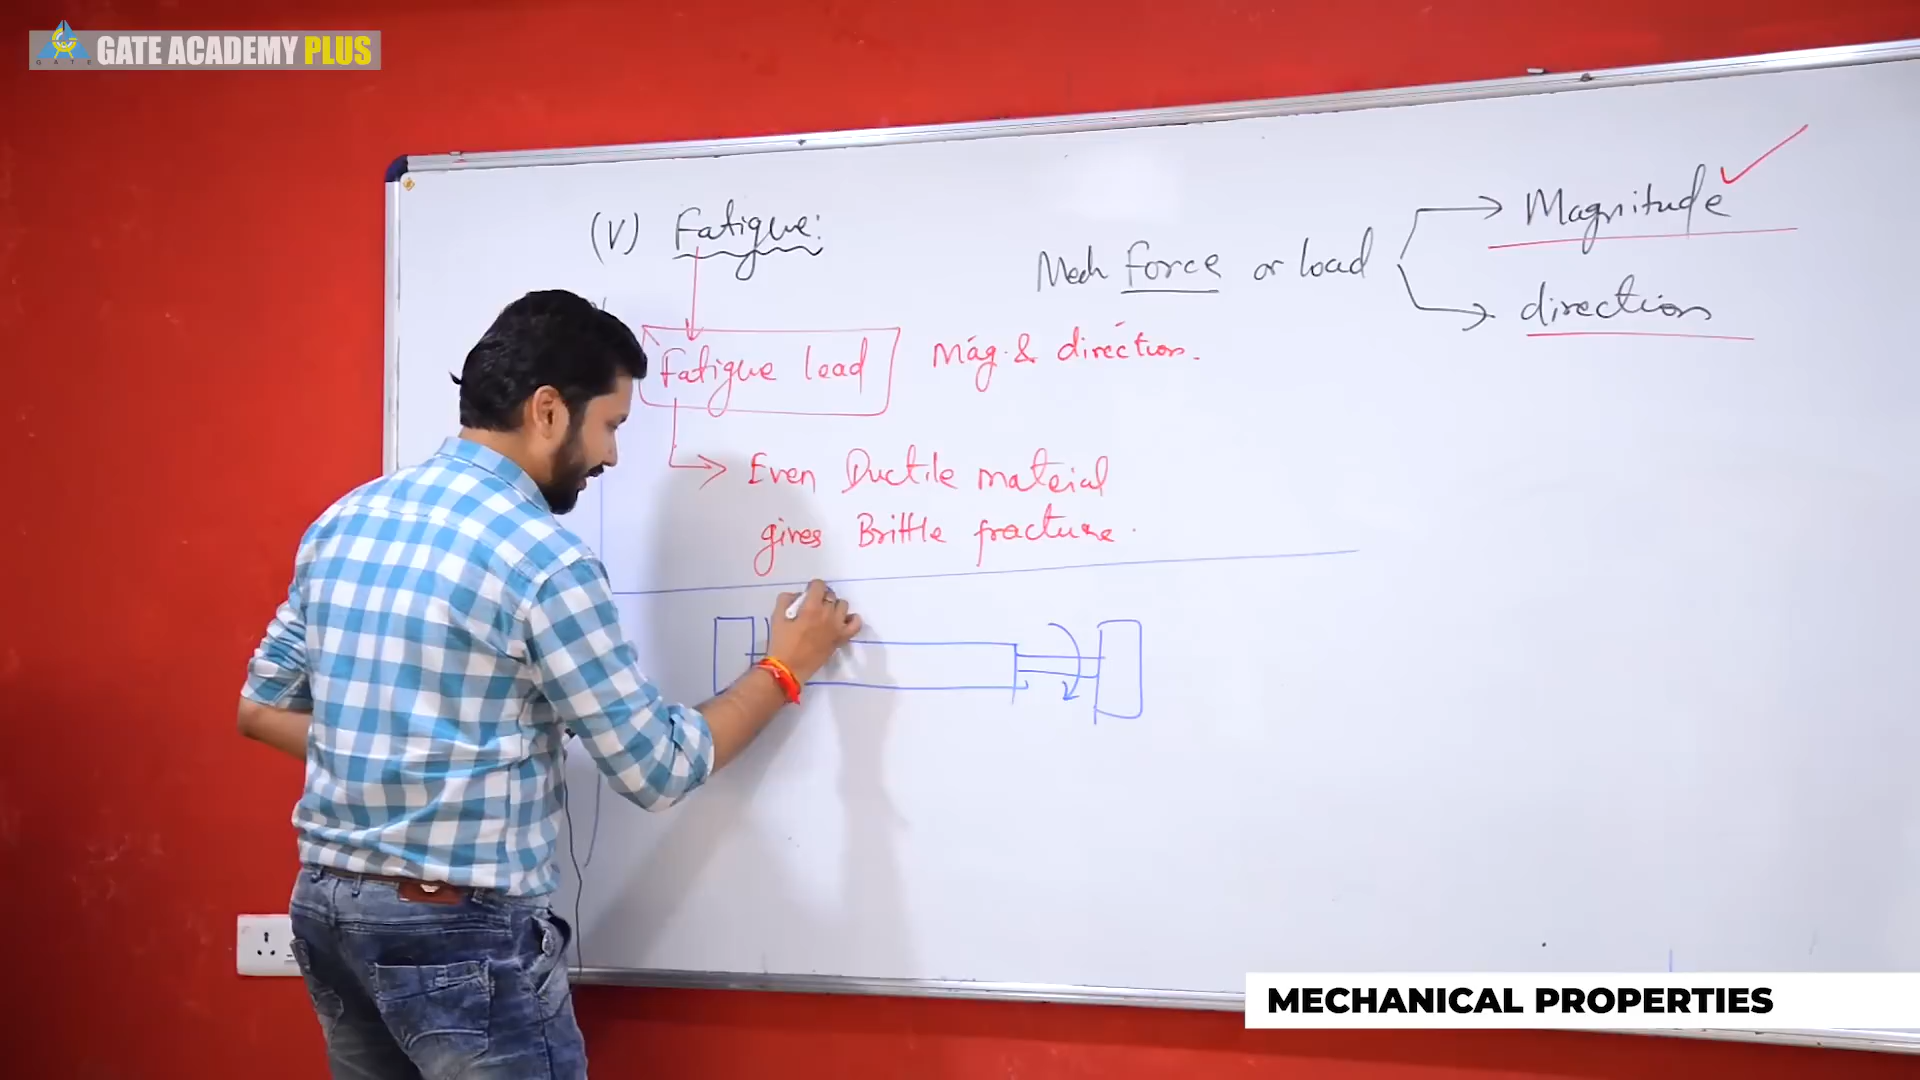 GATE ACADEMY PLUS
GATE
(V) Fatigue:
Mech force or load
Magnitude
direction
Fatigue load
Mag. & direction.
Even Ductile mateial
gives Brittle fracture.
MECHANICAL PROPERTIES